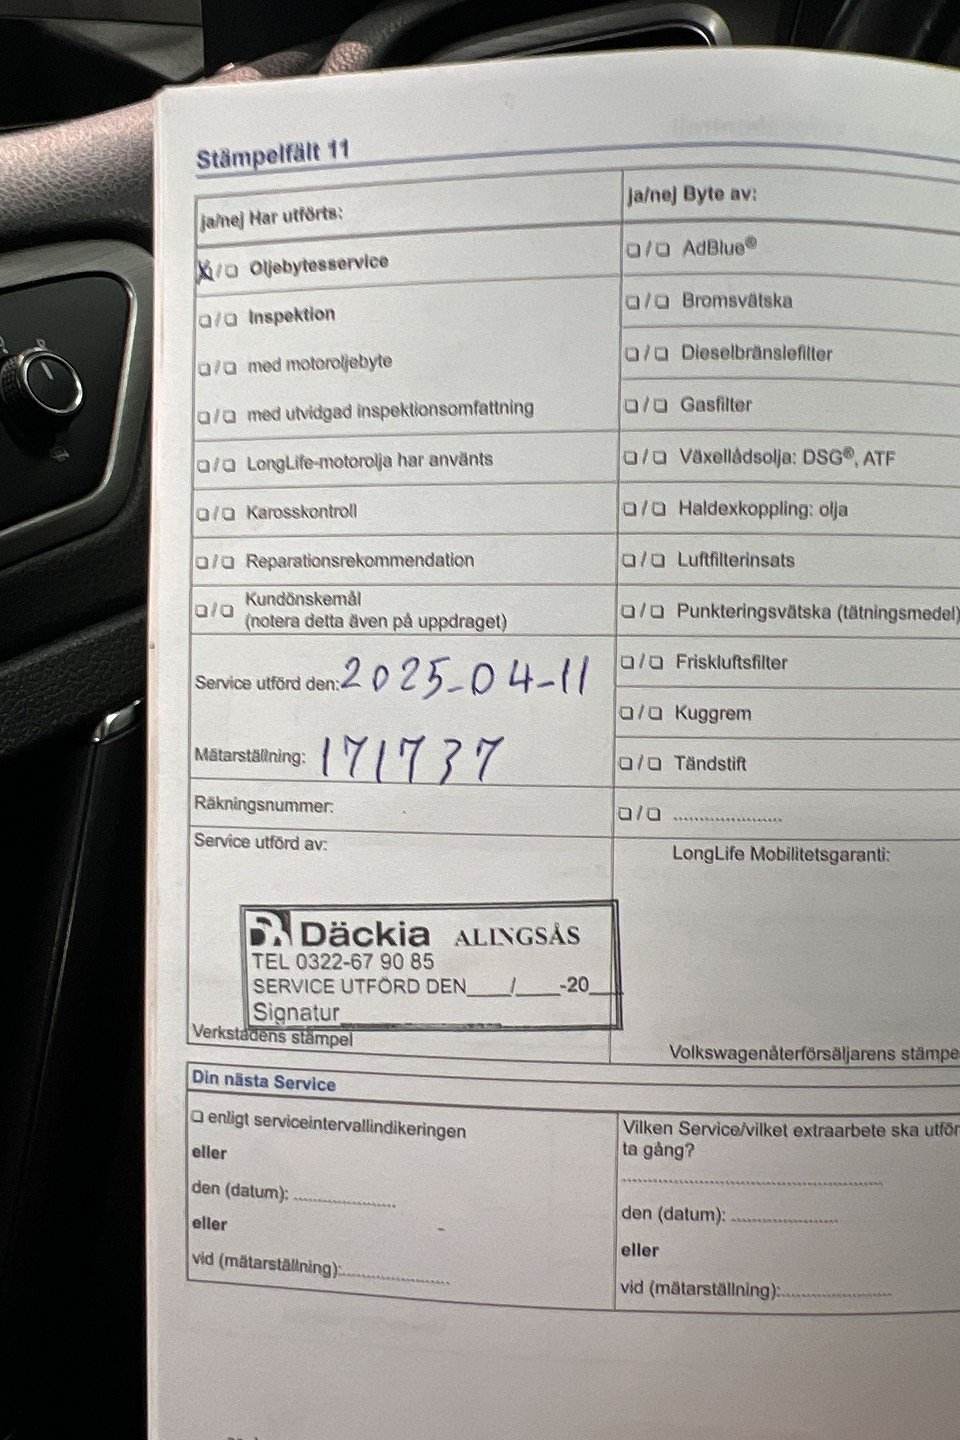 Stämpelfält 11
ja/nej Har utförts:
X/❏ Oljebytesservice
❏/❏ Inspektion
❏/❏ med motoroljebyte
❏/❏ med utvidgad inspektionsomfattning
❏/❏ LongLife-motorolja har använts
❏/❏ Karosskontroll
❏/❏ Reparationsrekommendation
❏/❏ Kundönskemål
(notera detta även på uppdraget)
Service utförd den: 2025-04-11
Mätarställning: 171737
Räkningsnummer:
Service utförd av:
Däckia ALINGSÅS
TEL 0322-67 90 85
SERVICE UTFÖRD DEN____/____-20___
Signatur
Verkstadens stämpel
ja/nej Byte av:
❏/❏ AdBlue®
❏/❏ Bromsvätska
❏/❏ Dieselbränslefilter
❏/❏ Gasfilter
❏/❏ Växellådsolja: DSG®, ATF
❏/❏ Haldexkoppling: olja
❏/❏ Luftfilterinsats
❏/❏ Punkteringsvätska (tätningsmedel)
❏/❏ Friskluftsfilter
❏/❏ Kuggrem
❏/❏ Tändstift
❏/❏ ......................
LongLife Mobilitetsgaranti:
Volkswagenåterförsäljarens stämpe
Din nästa Service
❏ enligt serviceintervallindikeringen
eller
den (datum): ....................
eller
vid (mätarställning):....................
Vilken Service/vilket extraarbete ska utför
ta gång?
..................................................
den (datum): ....................
eller
vid (mätarställning):....................